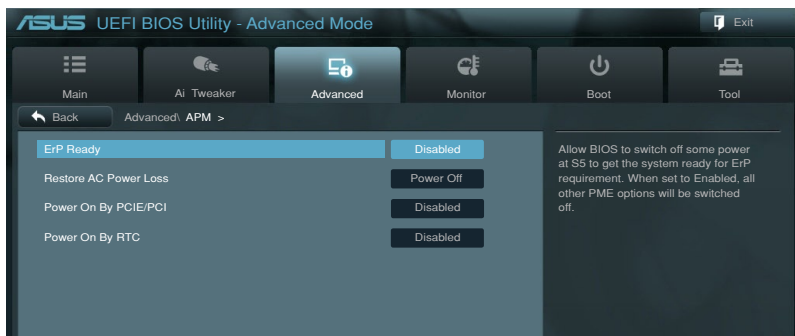 ASUS UEFI BIOS Utility - Advanced Mode
Exit
Main
Ai Tweaker
Advanced
Monitor
Boot
Tool
Back
Advanced\ APM >
ErP Ready
Disabled
Restore AC Power Loss
Power Off
Power On By PCIE/PCI
Disabled
Power On By RTC
Disabled
Allow BIOS to switch off some power
at S5 to get the system ready for ErP
requirement. When set to Enabled, all
other PME options will be switched
off.